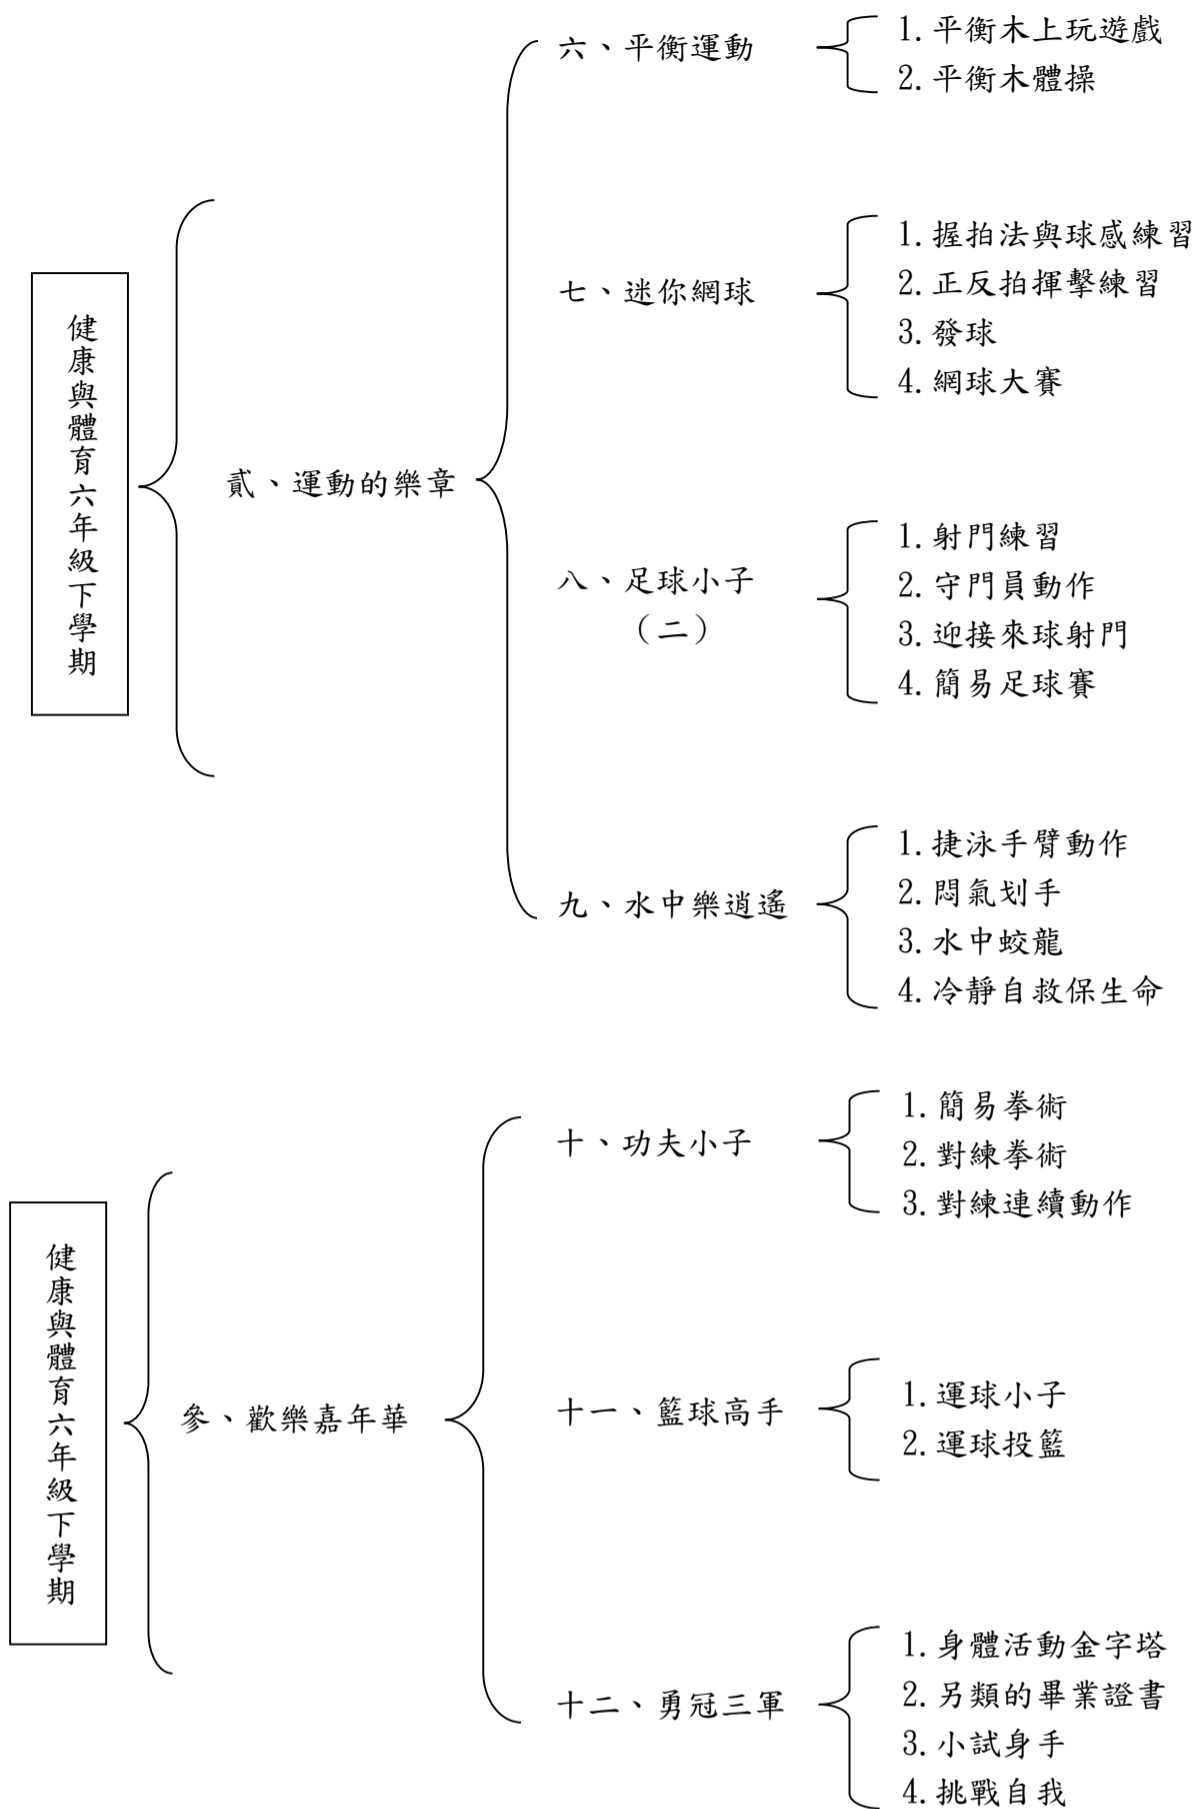 健康與體育六年級下學期
貳、運動的樂章
六、平衡運動
1.平衡木上玩遊戲
2.平衡木體操
七、迷你網球
1.握拍法與球感練習
2.正反拍揮擊練習
3.發球
4.網球大賽
八、足球小子
（二）
1.射門練習
2.守門員動作
3.迎接來球射門
4.簡易足球賽
九、水中樂逍遙
1.捷泳手臂動作
2.悶氣划手
3.水中蛟龍
4.冷靜自救保生命
健康與體育六年級下學期
參、歡樂嘉年華
十、功夫小子
1.簡易拳術
2.對練拳術
3.對練連續動作
十一、籃球高手
1.運球小子
2.運球投籃
十二、勇冠三軍
1.身體活動金字塔
2.另類的畢業證書
3.小試身手
4.挑戰自我